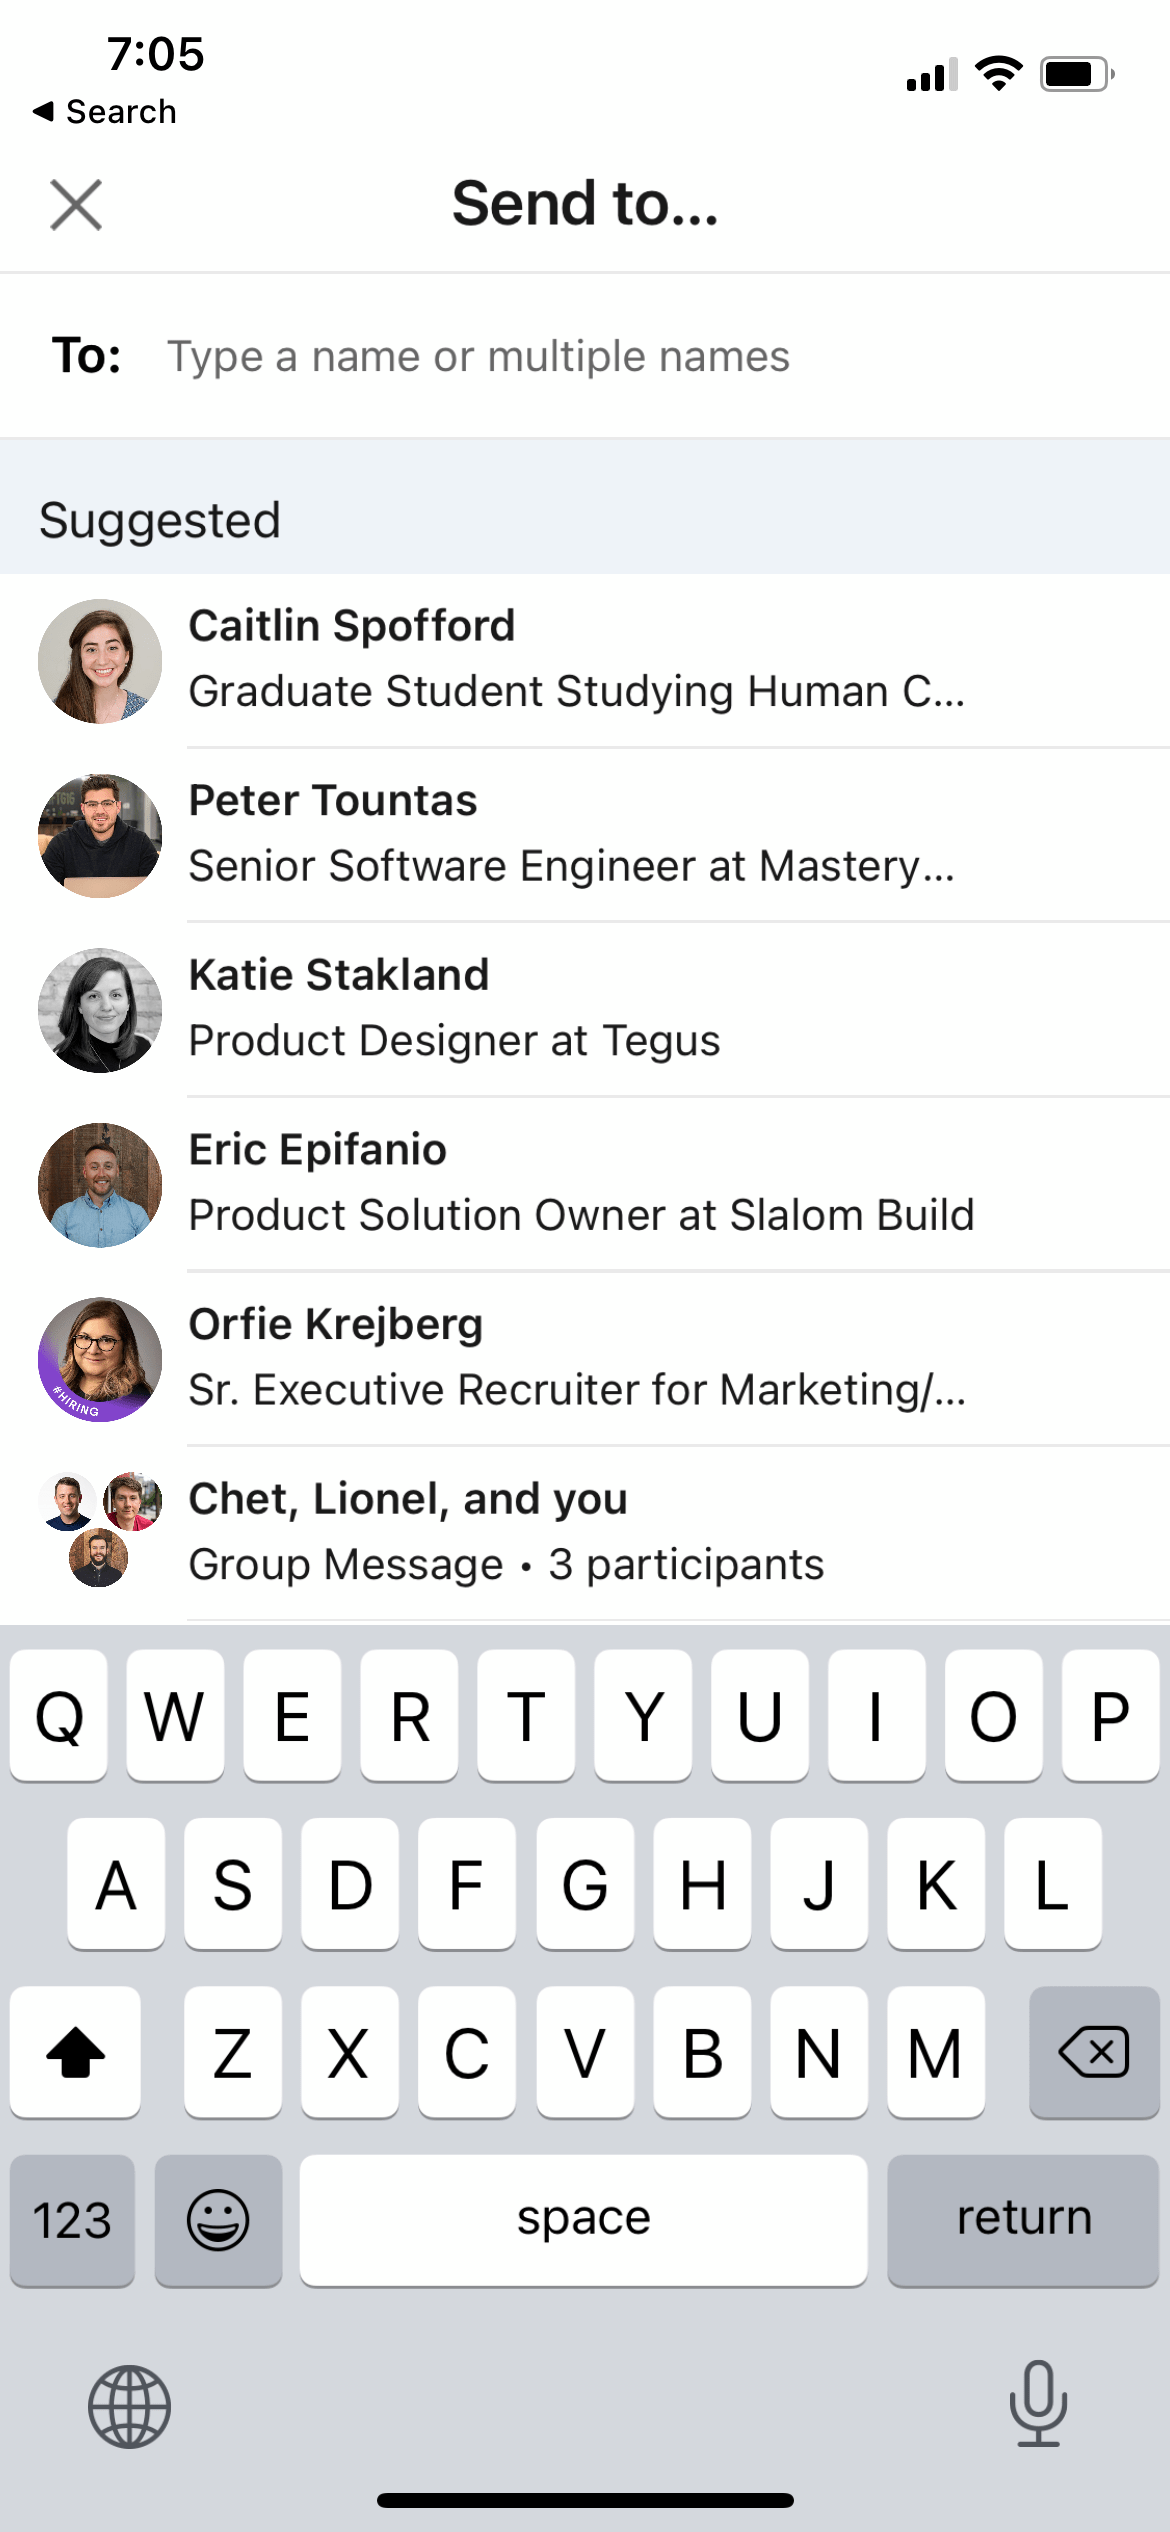 7:05
◀ Search
Send to...
To: Type a name or multiple names
Suggested
Caitlin Spofford
Graduate Student Studying Human C...
Peter Tountas
Senior Software Engineer at Mastery...
Katie Stakland
Product Designer at Tegus
Eric Epifanio
Product Solution Owner at Slalom Build
Orfie Krejberg
Sr. Executive Recruiter for Marketing/...
#HIRING
Chet, Lionel, and you
Group Message • 3 participants
Q W E R T Y U I O P
A S D F G H J K L
Z X C V B N M
123 space return